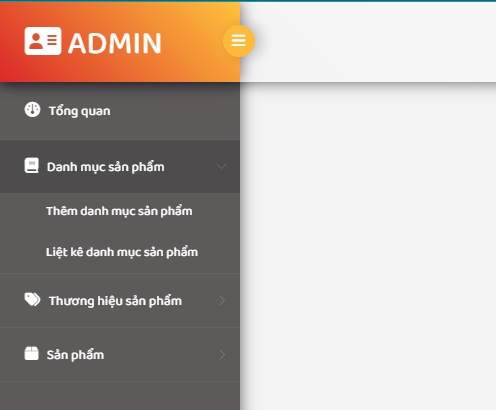 ADMIN
Tổng quan
Danh mục sản phẩm
Thêm danh mục sản phẩm
Liệt kê danh mục sản phẩm
Thương hiệu sản phẩm
Sản phẩm